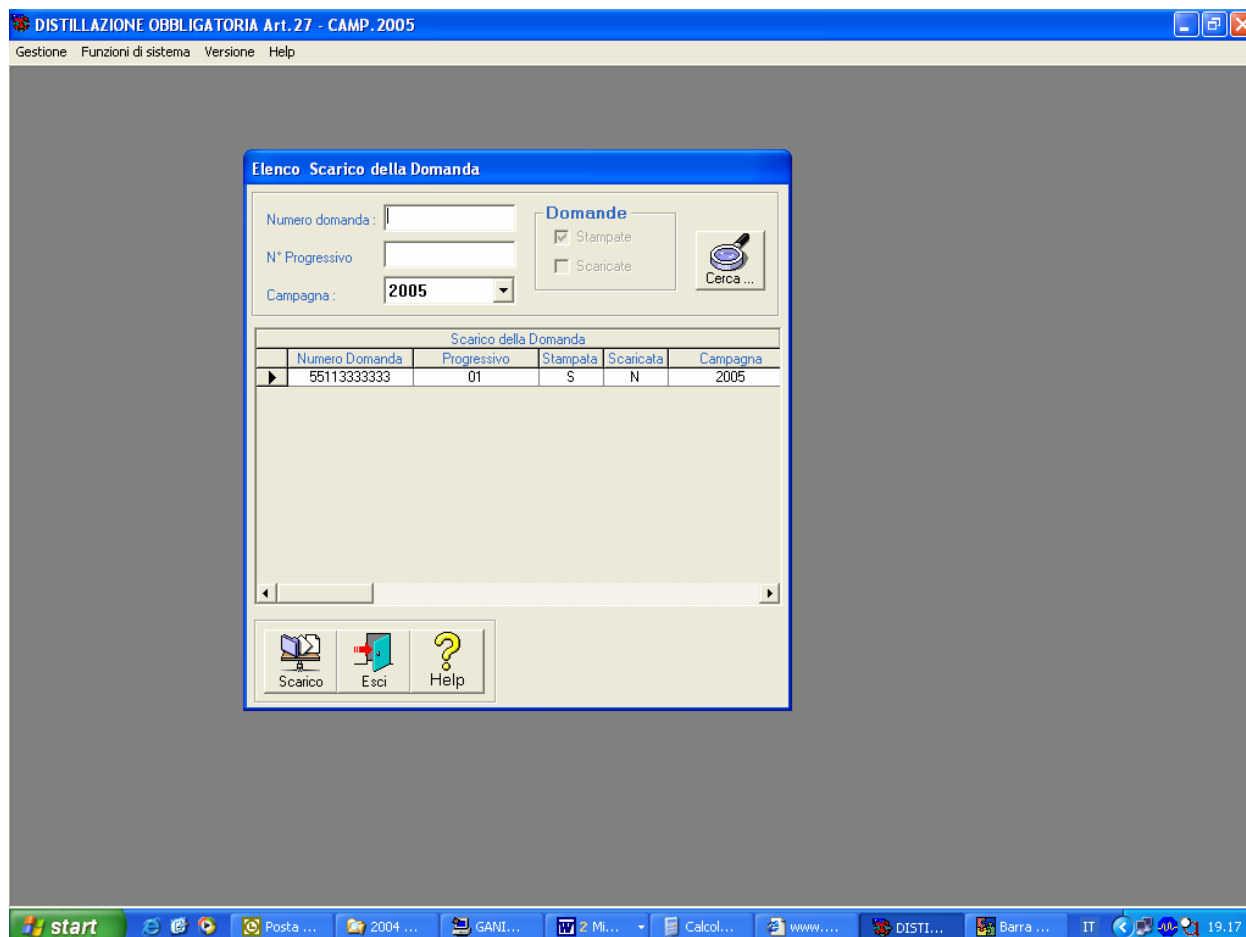 DISTILLAZIONE OBBLIGATORIA Art.27 - CAMP.2005
Gestione Funzioni di sistema Versione Help
Elenco Scarico della Domanda
Numero domanda :
N° Progressivo
Campagna : 2005
Domande
Stampate
Scaricate
Cerca ...
Scarico della Domanda
Numero Domanda Progressivo Stampata Scaricata Campagna
55113333333 01 S N 2005
Scarico Esci Help
start Posta ... 2004 ... GANI... 2 Mi... Calcol... www.... DISTI... Barra ... IT 19.17